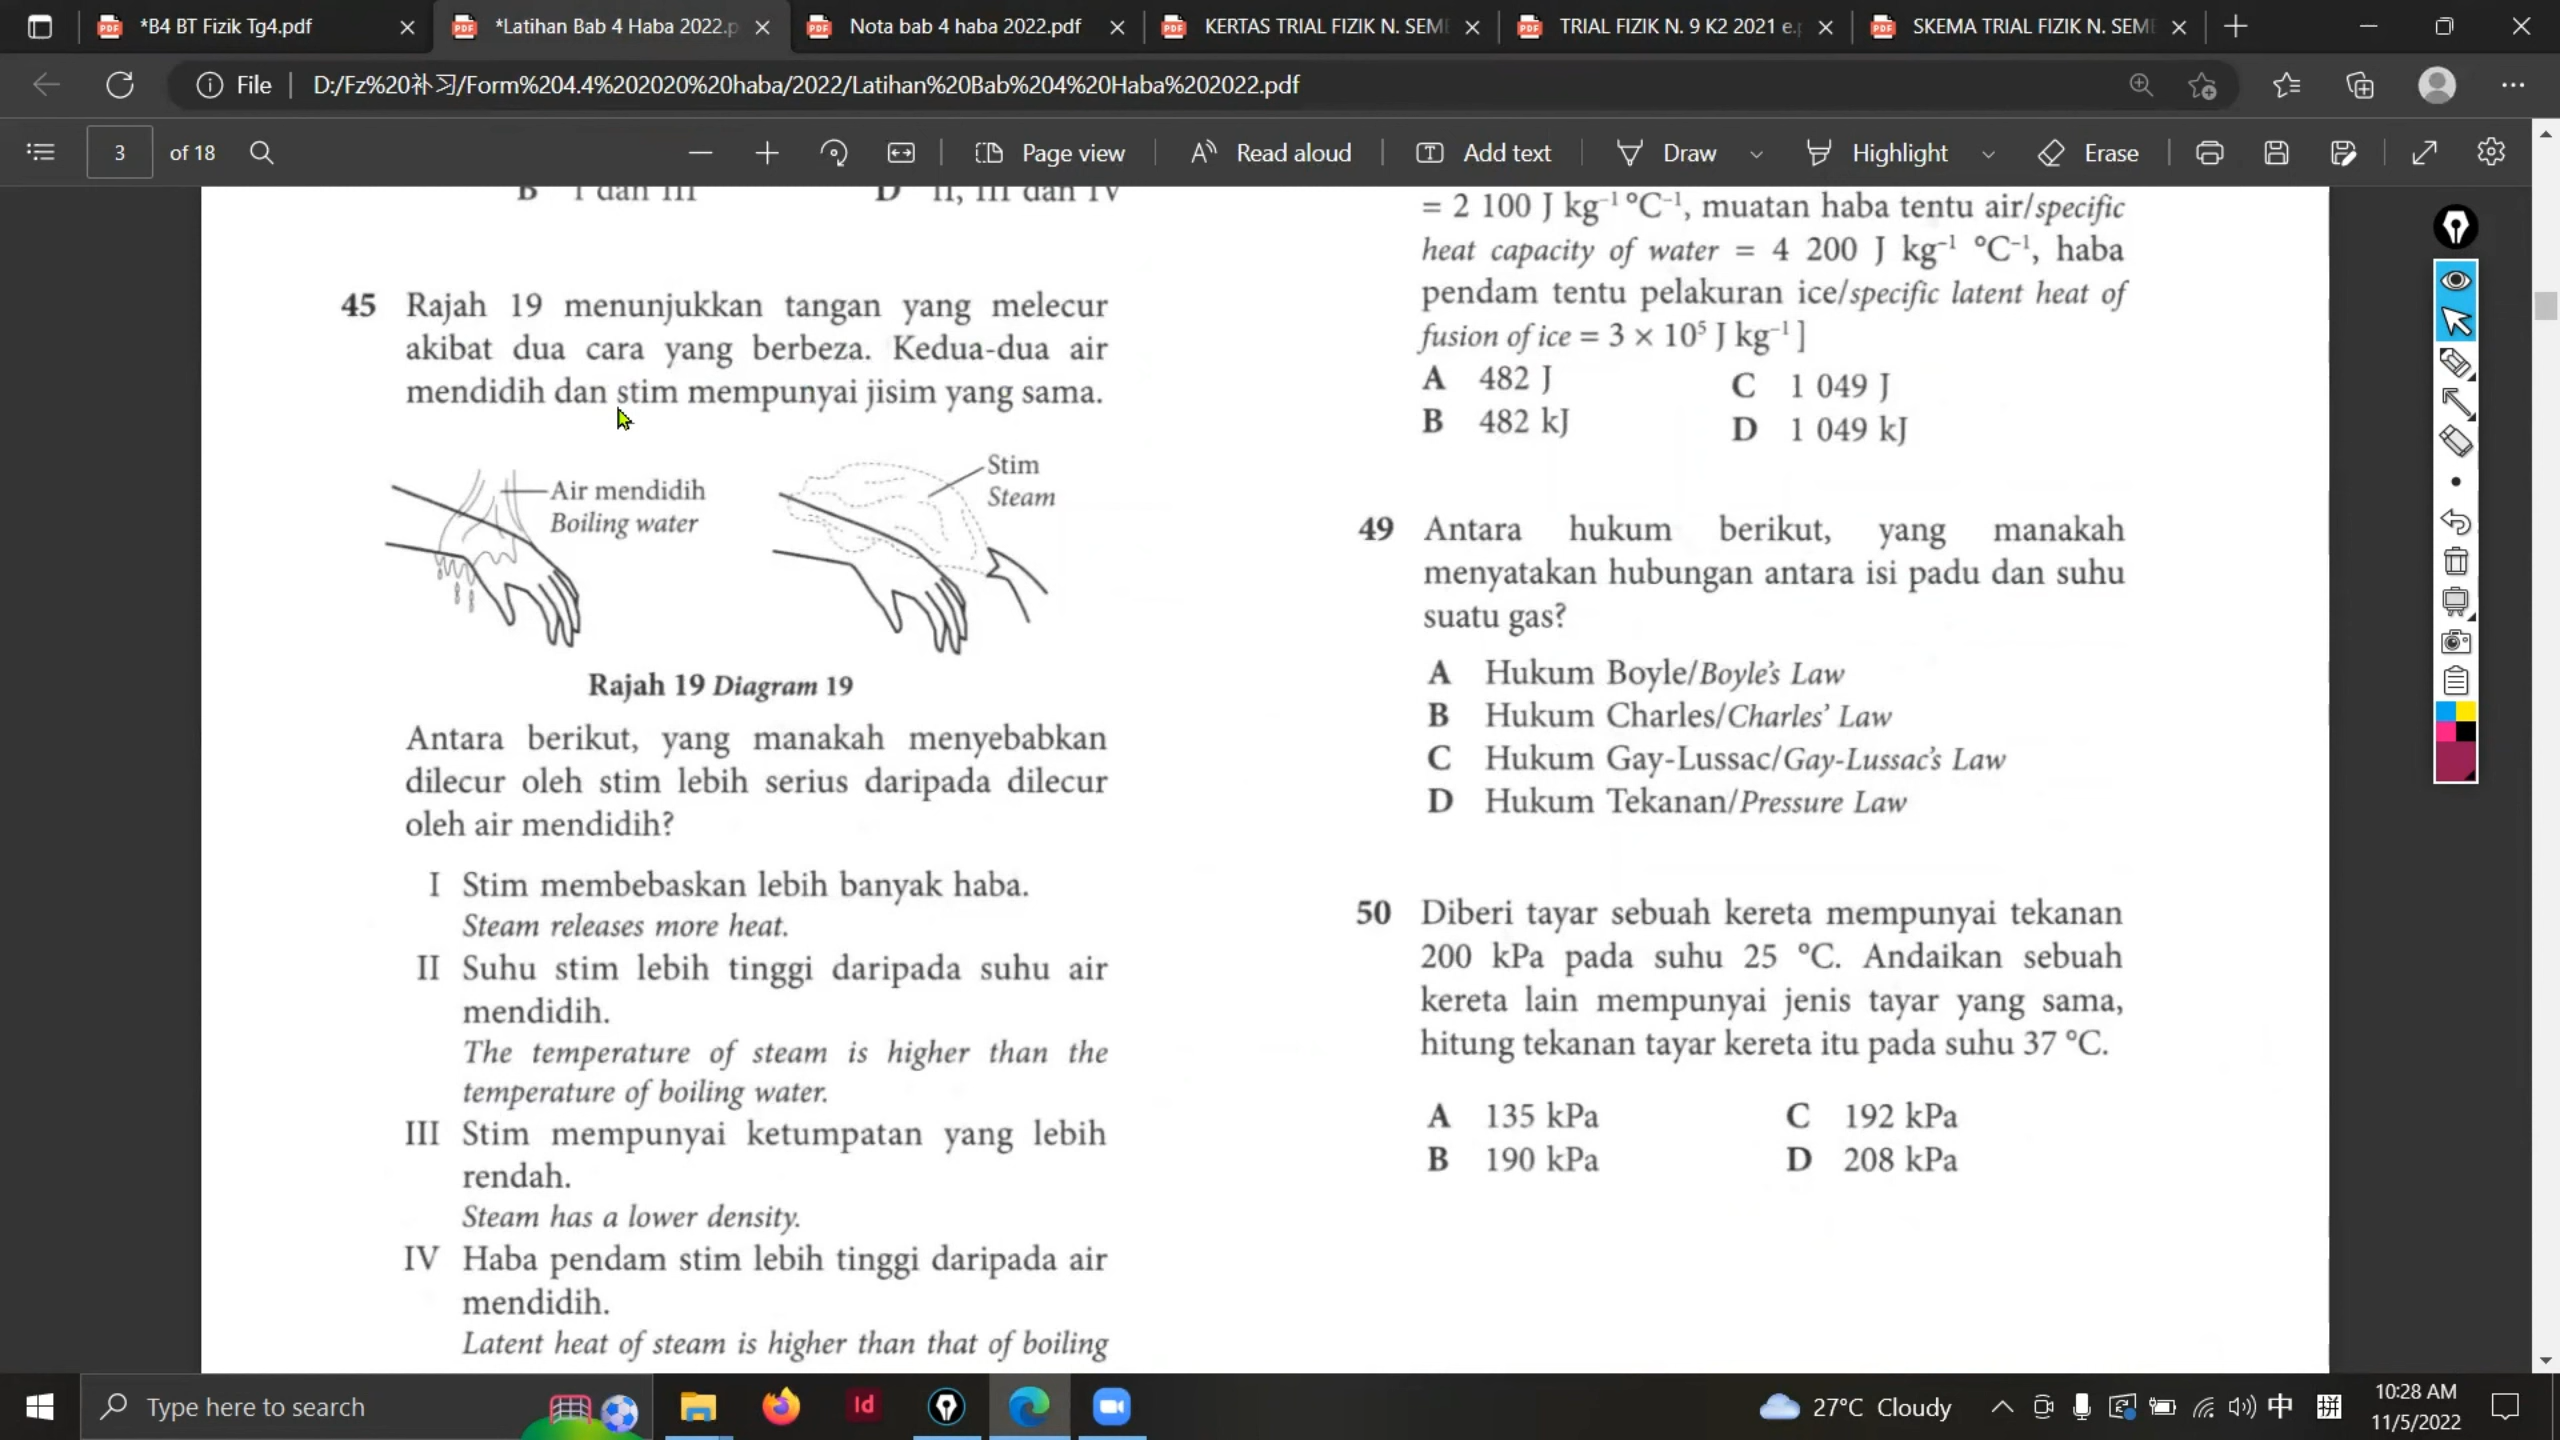 *B4 BT Fizik Tg4.pdf
*Latihan Bab 4 Haba 2022.p
Nota bab 4 haba 2022.pdf
KERTAS TRIAL FIZIK N. SEM
TRIAL FIZIK N. 9 K2 2021 e.
SKEMA TRIAL FIZIK N. SEM
File
D:/Fz%20补习/Form%204.4%202020%20haba/2022/Latihan%20Bab%204%20Haba%202022.pdf
3 of 18
Page view
Read aloud
Add text
Draw
Highlight
Erase
B I dan III D II, III dan IV
45 Rajah 19 menunjukkan tangan yang melecur
akibat dua cara yang berbeza. Kedua-dua air
mendidih dan stim mempunyai jisim yang sama.
Air mendidih
Boiling water
Stim
Steam
Rajah 19 Diagram 19
Antara berikut, yang manakah menyebabkan
dilecur oleh stim lebih serius daripada dilecur
oleh air mendidih?
I Stim membebaskan lebih banyak haba.
Steam releases more heat.
II Suhu stim lebih tinggi daripada suhu air
mendidih.
The temperature of steam is higher than the
temperature of boiling water.
III Stim mempunyai ketumpatan yang lebih
rendah.
Steam has a lower density.
IV Haba pendam stim lebih tinggi daripada air
mendidih.
Latent heat of steam is higher than that of boiling
= 2 100 J kg⁻¹ °C⁻¹, muatan haba tentu air/specific
heat capacity of water = 4 200 J kg⁻¹ °C⁻¹, haba
pendam tentu pelakuran ice/specific latent heat of
fusion of ice = 3 × 10⁵ J kg⁻¹ ]
A 482 J C 1 049 J
B 482 kJ D 1 049 kJ
49 Antara hukum berikut, yang manakah
menyatakan hubungan antara isi padu dan suhu
suatu gas?
A Hukum Boyle/Boyle's Law
B Hukum Charles/Charles' Law
C Hukum Gay-Lussac/Gay-Lussac's Law
D Hukum Tekanan/Pressure Law
50 Diberi tayar sebuah kereta mempunyai tekanan
200 kPa pada suhu 25 °C. Andaikan sebuah
kereta lain mempunyai jenis tayar yang sama,
hitung tekanan tayar kereta itu pada suhu 37 °C.
A 135 kPa C 192 kPa
B 190 kPa D 208 kPa
Type here to search
Id
27°C Cloudy
中
拼
10:28 AM
11/5/2022